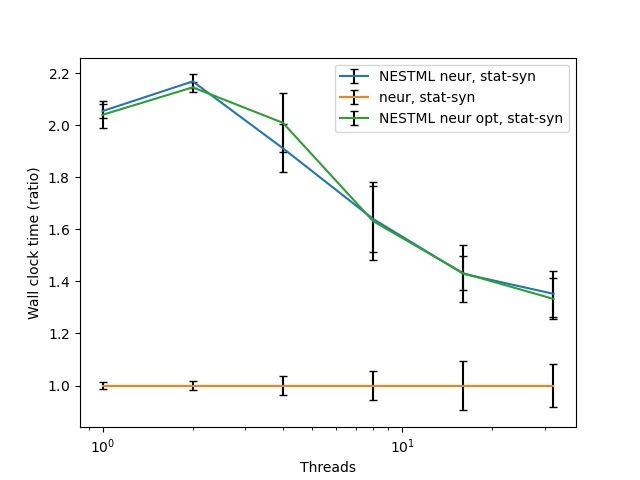 NESTML neur, stat-syn
neur, stat-syn
NESTML neur opt, stat-syn
Wall clock time (ratio)
2.2
2.0
1.8
1.6
1.4
1.2
1.0
10⁰
10¹
Threads